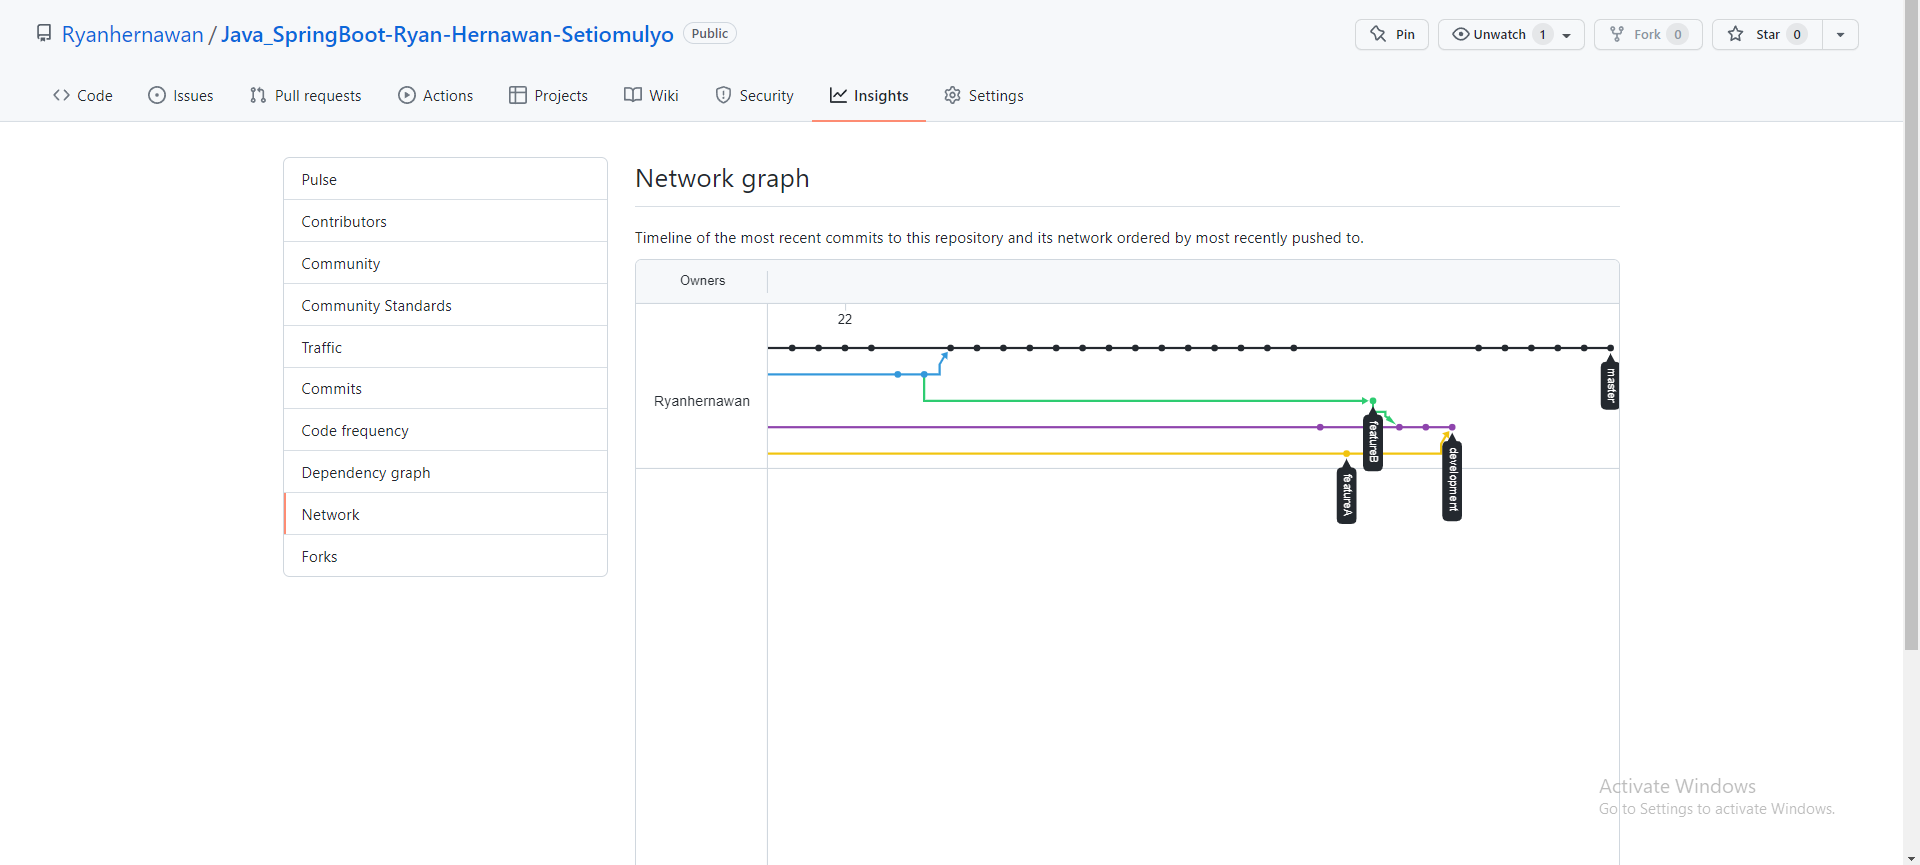 Ryanhernawan / Java_SpringBoot-Ryan-Hernawan-Setiomulyo Public
Pin
Unwatch 1
Fork 0
Star 0
Code
Issues
Pull requests
Actions
Projects
Wiki
Security
Insights
Settings
Pulse
Contributors
Community
Community Standards
Traffic
Commits
Code frequency
Dependency graph
Network
Forks
Network graph
Timeline of the most recent commits to this repository and its network ordered by most recently pushed to.
Owners
22
Ryanhernawan
master
featureB
development
featureA
Activate Windows
Go to Settings to activate Windows.